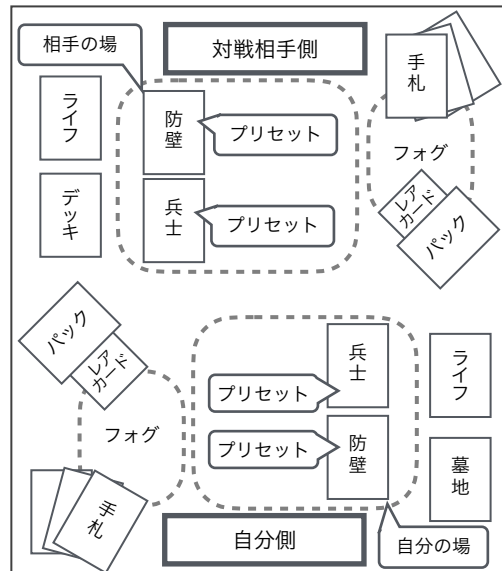 対戦相手側
相手の場
手札
ライフ
防壁
プリセット
フォグ
デッキ
兵士
プリセット
レア
カード
パック
パック
レア
カード
兵士
ライフ
プリセット
フォグ
プリセット
防壁
墓地
手札
自分側
自分の場